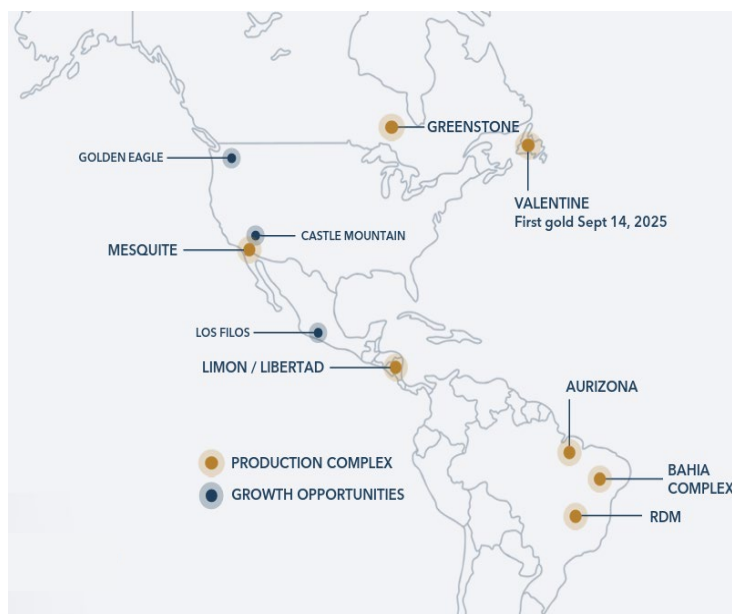 GREENSTONE
GOLDEN EAGLE
VALENTINE
First gold Sept 14, 2025
CASTLE MOUNTAIN
MESQUITE
LOS FILOS
LIMON / LIBERTAD
AURIZONA
PRODUCTION COMPLEX
BAHIA
COMPLEX
GROWTH OPPORTUNITIES
RDM